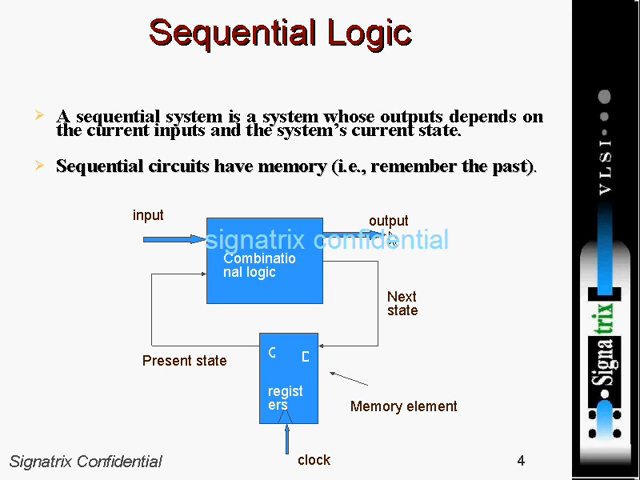 Sequential Logic
A sequential system is a system whose outputs depends on
the current inputs and the system's current state.
Sequential circuits have memory (i.e., remember the past).
input
output
signatrix confidential
Combinatio
nal logic
Next
state
Present state
regist
ers
Memory element
clock
Signatrix Confidential
4
VLSI
Signatrix